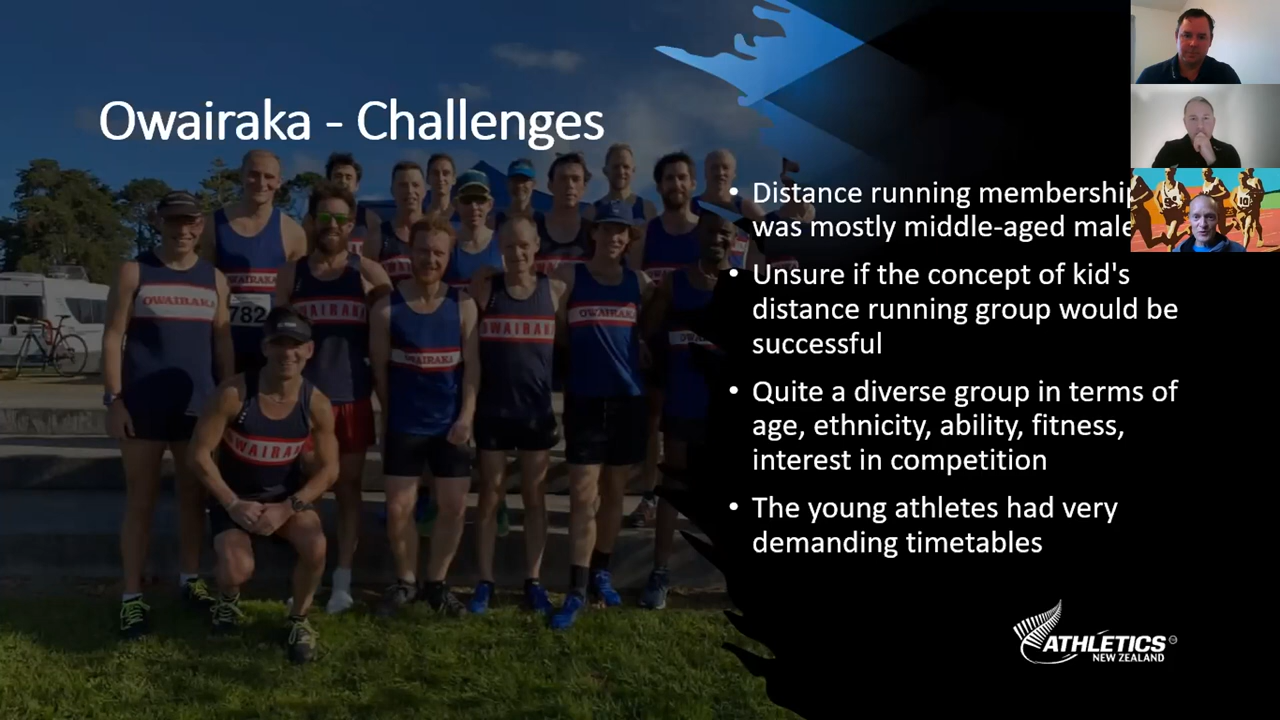 Owairaka - Challenges
• Distance running membershi
was mostly middle-aged male
• Unsure if the concept of kid's
distance running group would be
successful
• Quite a diverse group in terms of
age, ethnicity, ability, fitness,
interest in competition
• The young athletes had very
demanding timetables
OWAIRAKA
OWAIRAKA
782
OWAIRAKA
OWAIRAKA
OWAIRAKA
OWAIRAKA
OWAIRAKA
ATHLETICS
NEW ZEALAND